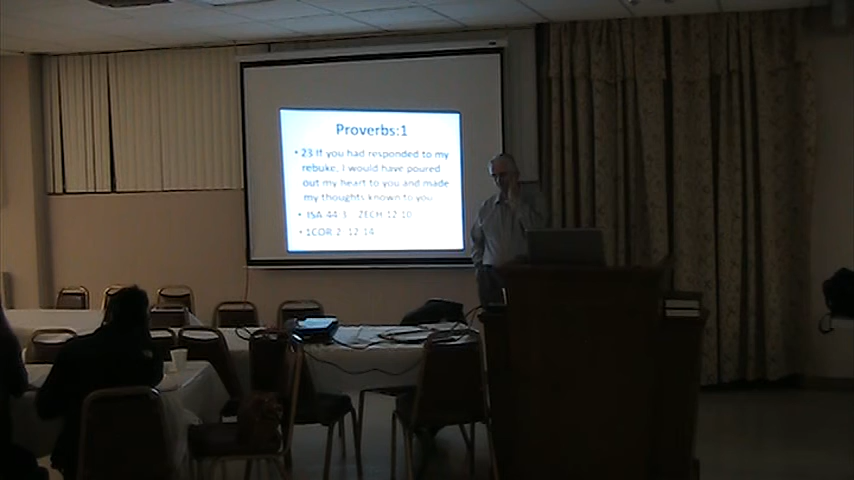 Proverbs:1
• 23 If you had responded to my
rebuke, I would have poured
out my heart to you and made
my thoughts known to you.
• ISA 44:3 ZECH 12:10
• 1COR 2: 12-14